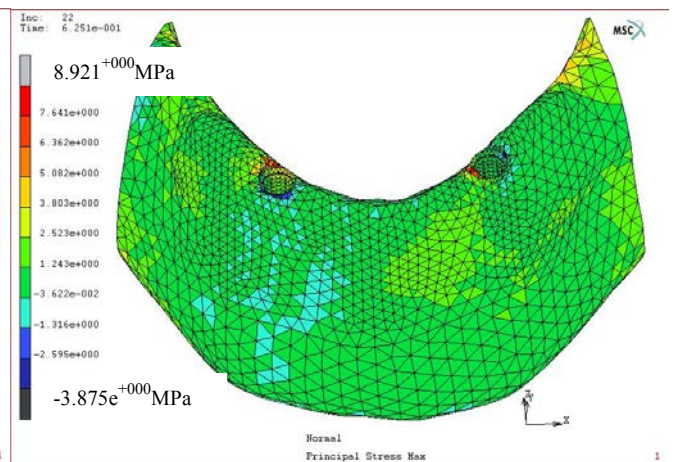 Inc: 22
Time: 6.251e-001
MSC
8.921⁺⁰⁰⁰MPa
7.641e+000
6.362e+000
5.082e+000
3.803e+000
2.523e+000
1.243e+000
-3.622e-002
-1.316e+000
-2.595e+000
-3.875e⁺⁰⁰⁰MPa
Z
Y
X
Normal
Principal Stress Max
1